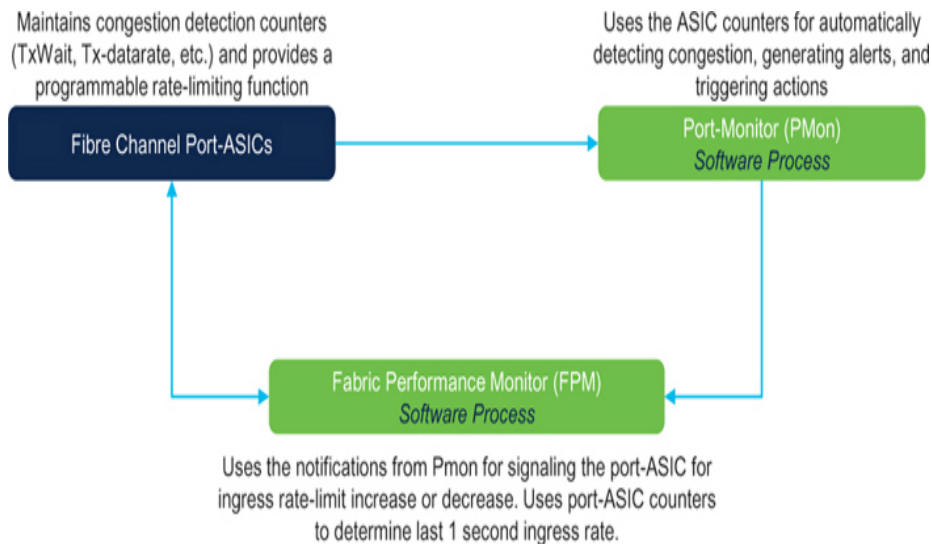 Maintains congestion detection counters
(TxWait, Tx-datarate, etc.) and provides a
programmable rate-limiting function
Fibre Channel Port-ASICs
Uses the ASIC counters for automatically
detecting congestion, generating alerts, and
triggering actions
Port-Monitor (PMon)
Software Process
Fabric Performance Monitor (FPM)
Software Process
Uses the notifications from Pmon for signaling the port-ASIC for
ingress rate-limit increase or decrease. Uses port-ASIC counters
to determine last 1 second ingress rate.